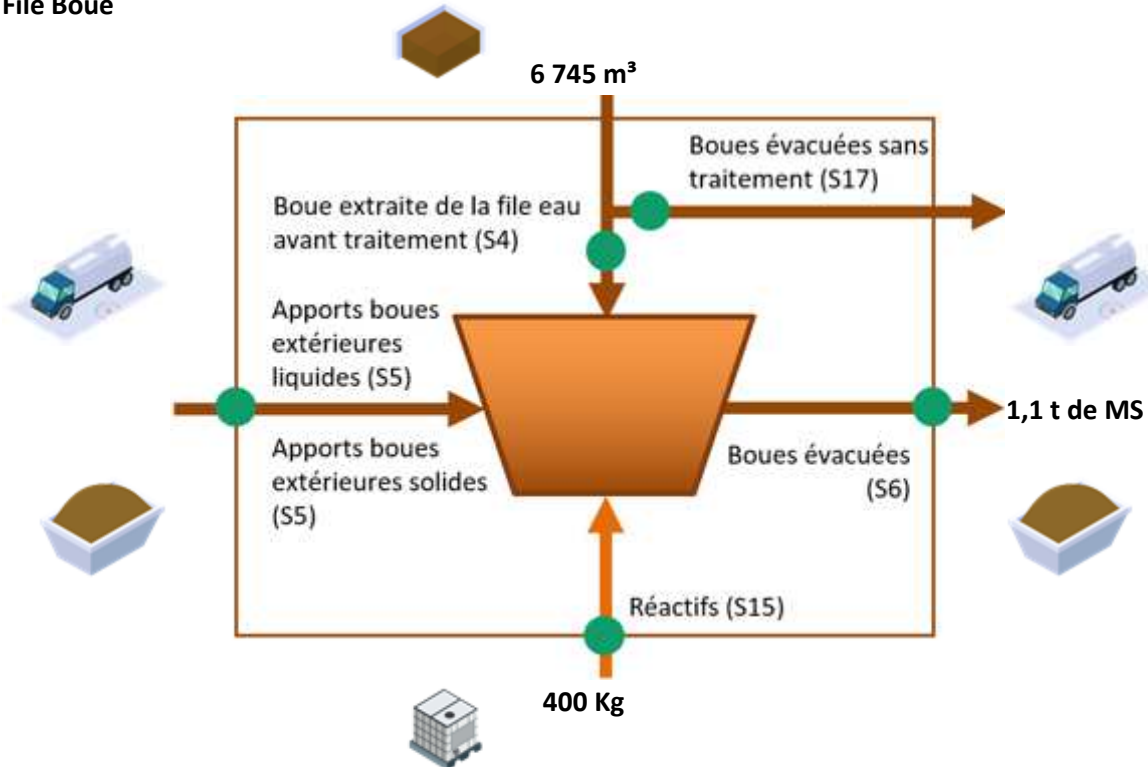 File Boue
6 745 m³
Boues évacuées sans
traitement (S17)
Boue extraite de la file eau
avant traitement (S4)
Apports boues
extérieures
liquides (S5)
1,1 t de MS
Apports boues
extérieures solides
(S5)
Boues évacuées
(S6)
Réactifs (S15)
400 Kg